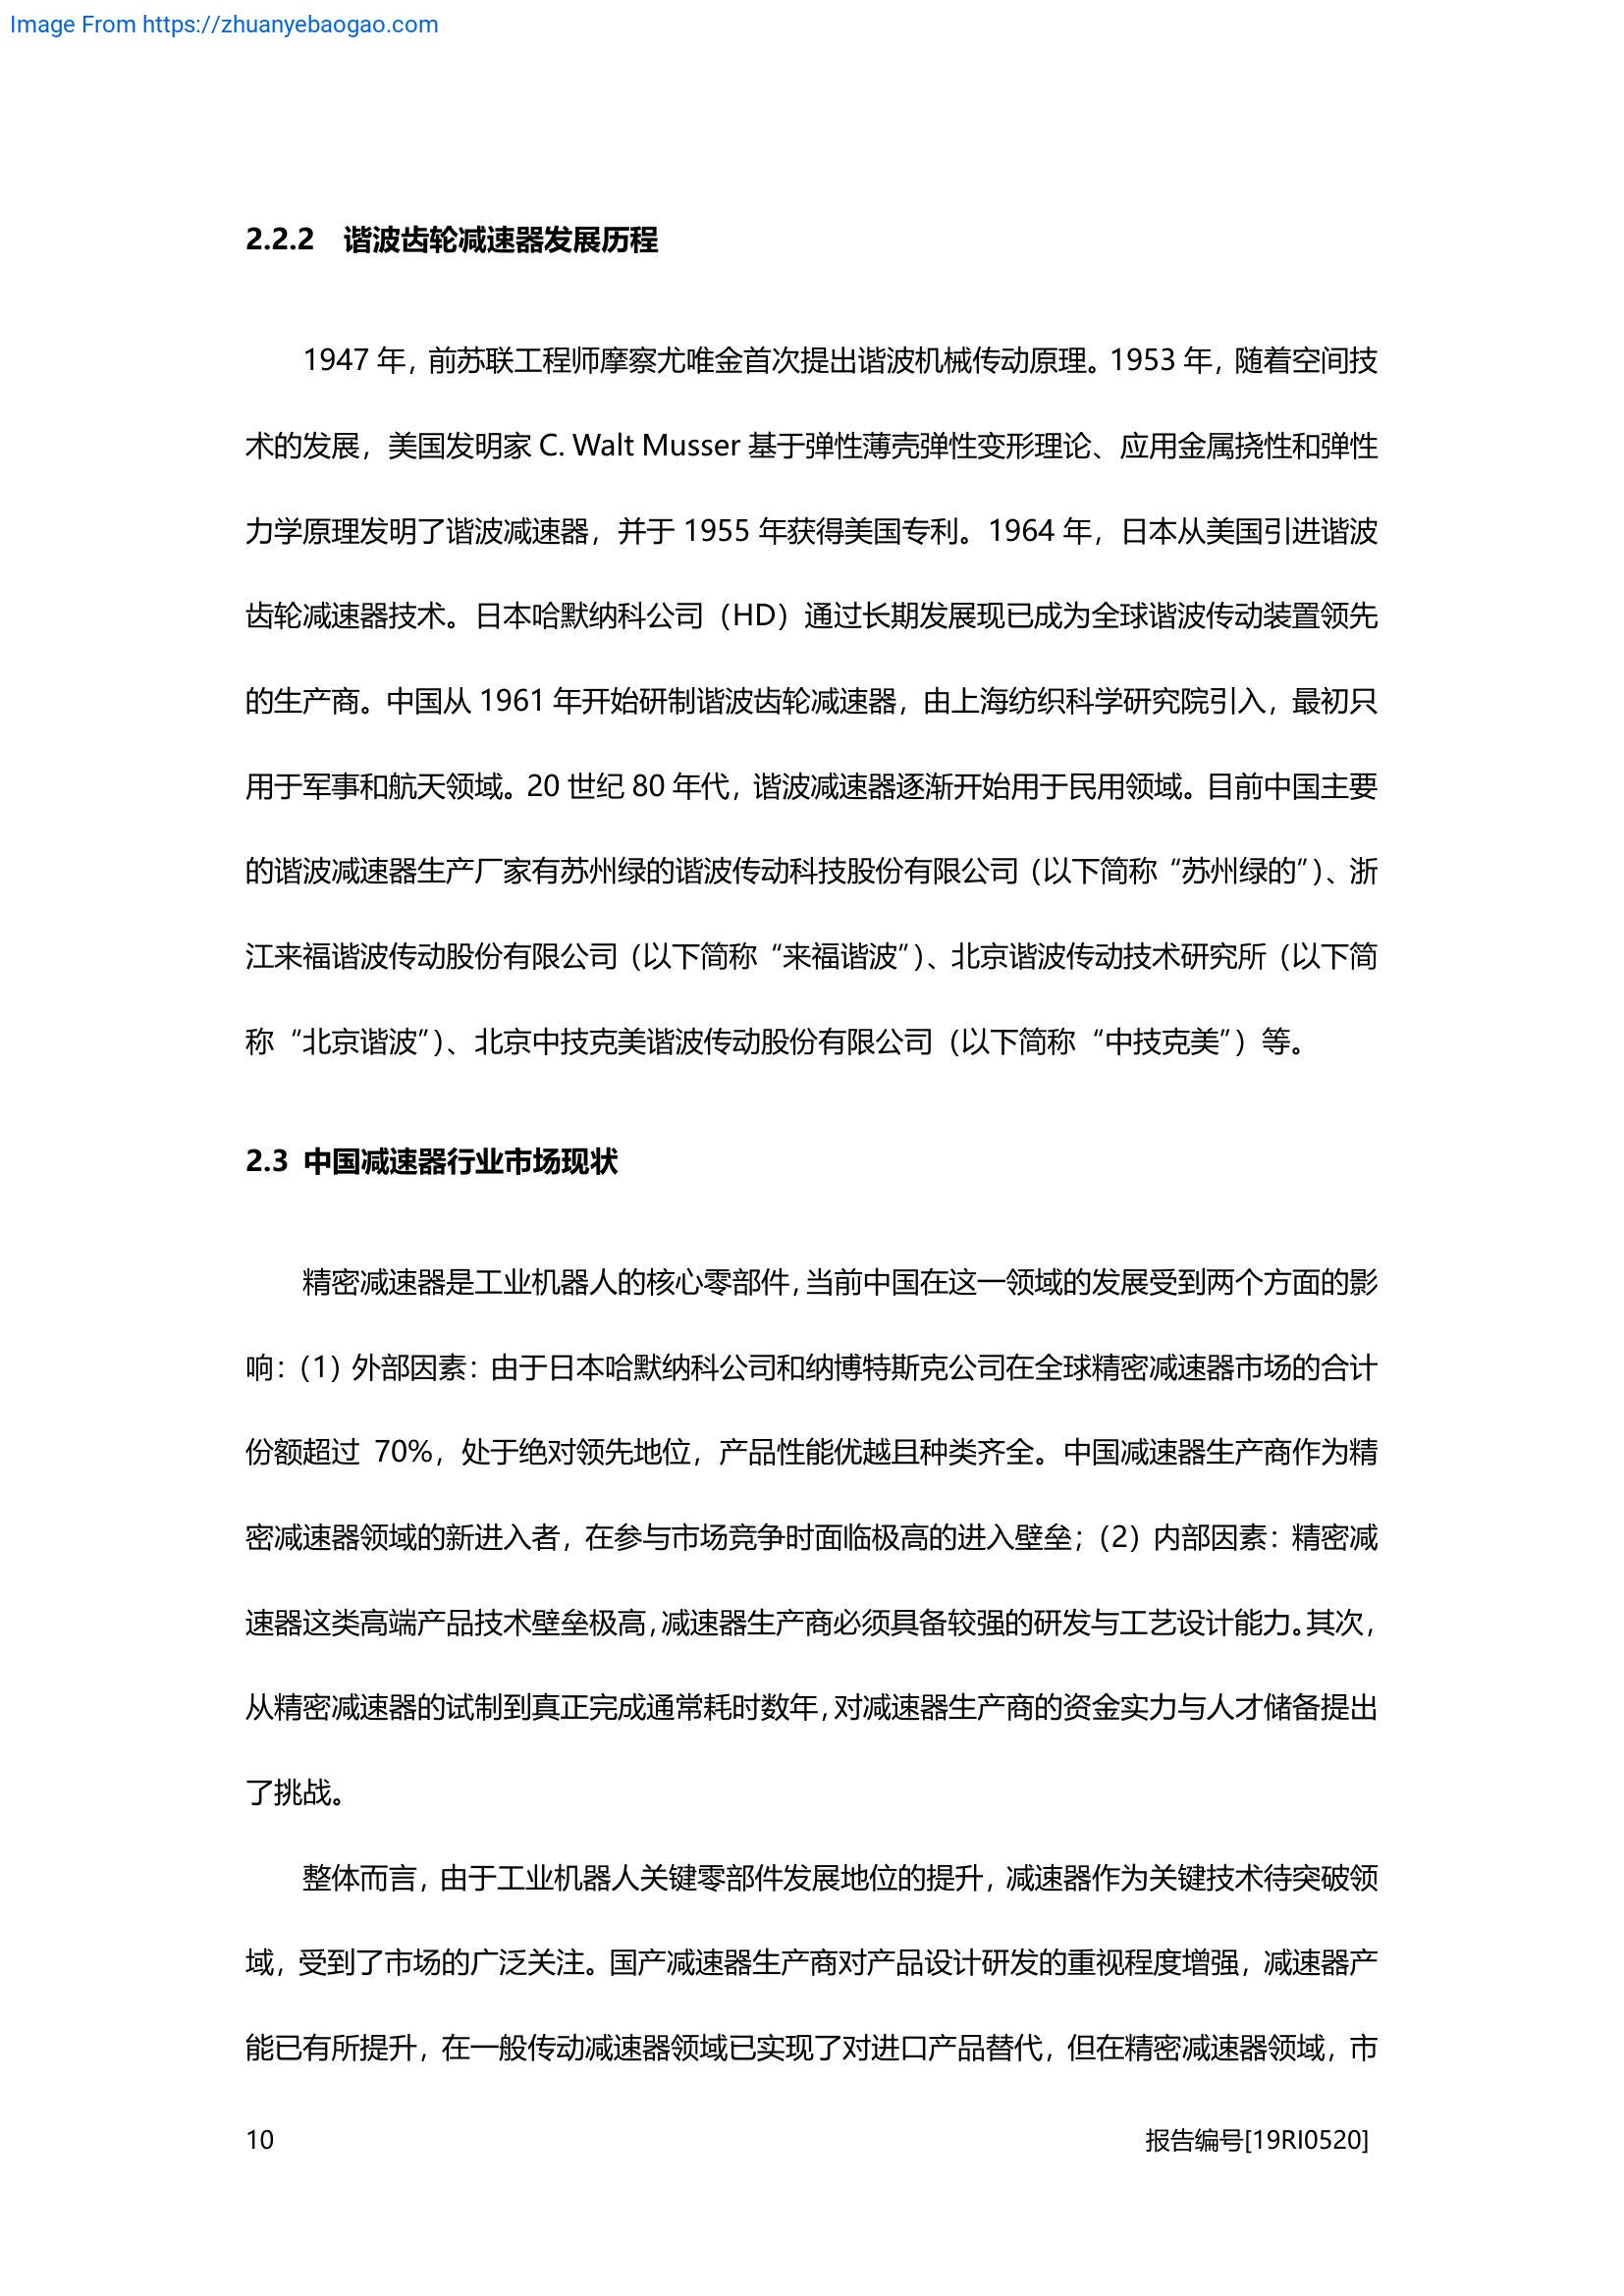 Image From https://zhuanyebaogao.com
2.2.2 谐波齿轮减速器发展历程
1947 年，前苏联工程师摩察尤唯金首次提出谐波机械传动原理。1953 年，随着空间技
术的发展，美国发明家 C. Walt Musser 基于弹性薄壳弹性变形理论、应用金属挠性和弹性
力学原理发明了谐波减速器，并于 1955 年获得美国专利。1964 年，日本从美国引进谐波
齿轮减速器技术。日本哈默纳科公司（HD）通过长期发展现已成为全球谐波传动装置领先
的生产商。中国从 1961 年开始研制谐波齿轮减速器，由上海纺织科学研究院引入，最初只
用于军事和航天领域。20 世纪 80 年代，谐波减速器逐渐开始用于民用领域。目前中国主要
的谐波减速器生产厂家有苏州绿的谐波传动科技股份有限公司（以下简称“苏州绿的”）、浙
江来福谐波传动股份有限公司（以下简称“来福谐波”）、北京谐波传动技术研究所（以下简
称“北京谐波”）、北京中技克美谐波传动股份有限公司（以下简称“中技克美”）等。
2.3 中国减速器行业市场现状
精密减速器是工业机器人的核心零部件，当前中国在这一领域的发展受到两个方面的影
响：（1）外部因素：由于日本哈默纳科公司和纳博特斯克公司在全球精密减速器市场的合计
份额超过 70%，处于绝对领先地位，产品性能优越且种类齐全。中国减速器生产商作为精
密减速器领域的新进入者，在参与市场竞争时面临极高的进入壁垒；（2）内部因素：精密减
速器这类高端产品技术壁垒极高，减速器生产商必须具备较强的研发与工艺设计能力。其次，
从精密减速器的试制到真正完成通常耗时数年，对减速器生产商的资金实力与人才储备提出
了挑战。
整体而言，由于工业机器人关键零部件发展地位的提升，减速器作为关键技术待突破领
域，受到了市场的广泛关注。国产减速器生产商对产品设计研发的重视程度增强，减速器产
能已有所提升，在一般传动减速器领域已实现了对进口产品替代，但在精密减速器领域，市
10 报告编号[19RI0520]